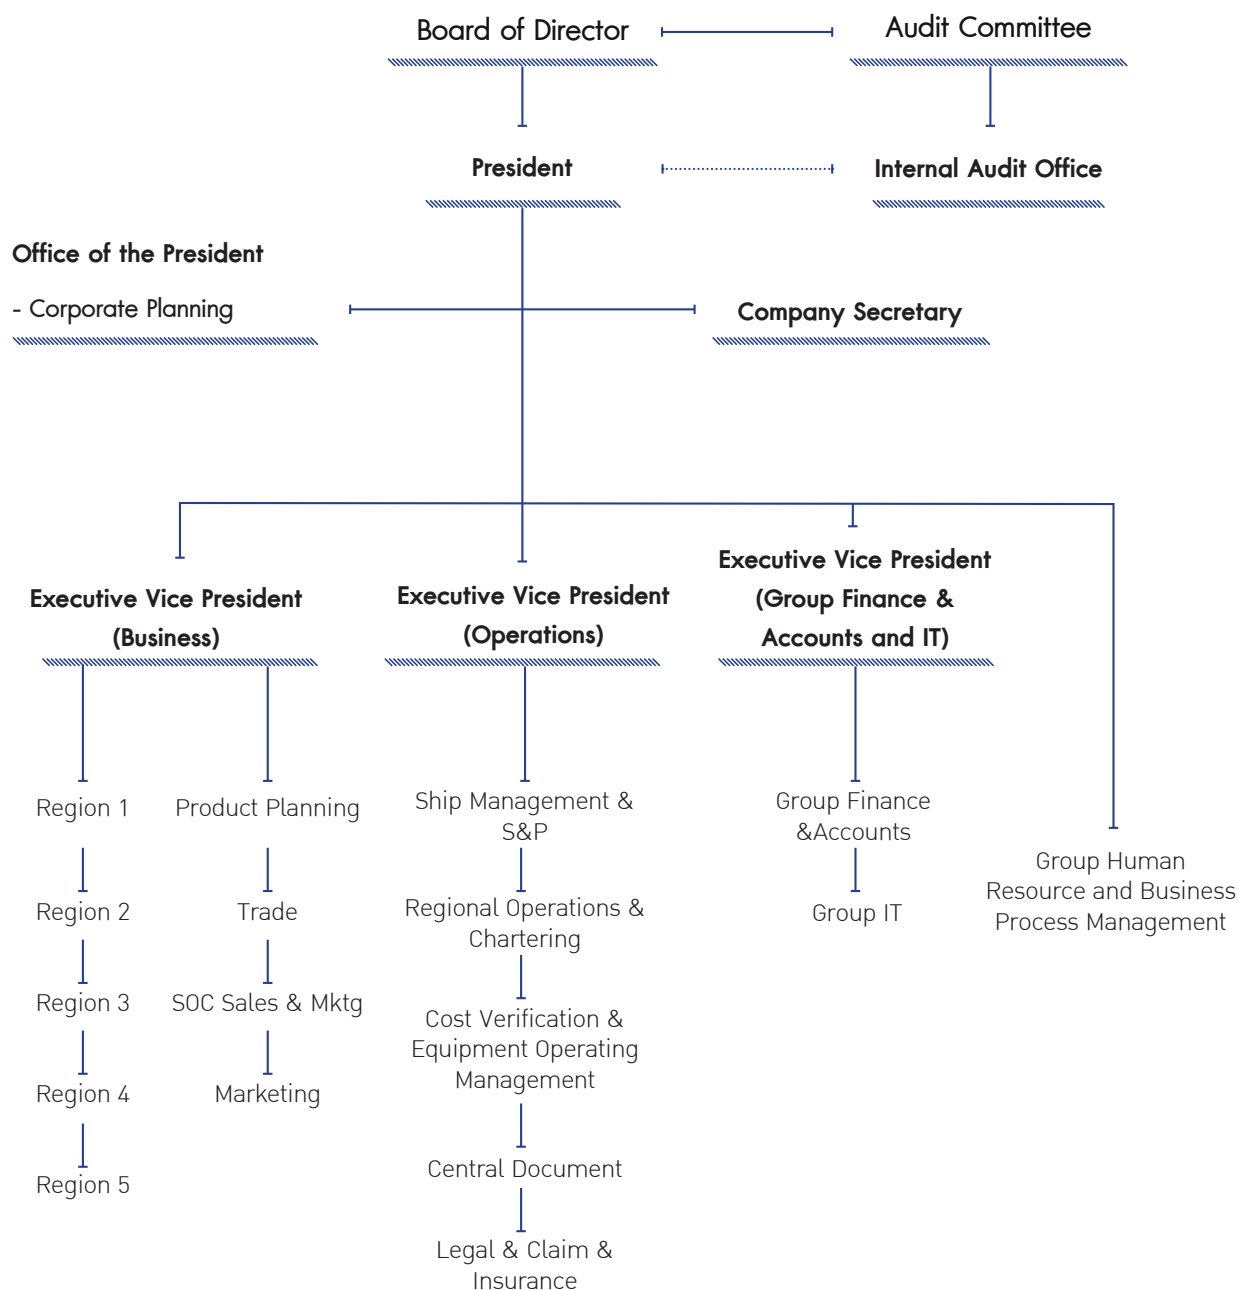 Board of Director
Audit Committee
President
Internal Audit Office
Office of the President
- Corporate Planning
Company Secretary
Executive Vice President
(Business)
Executive Vice President
(Operations)
Executive Vice President
(Group Finance &
Accounts and IT)
Region 1
Product Planning
Ship Management &
S&P
Group Finance
&Accounts
Group Human
Resource and Business
Process Management
Region 2
Trade
Regional Operations &
Chartering
Group IT
Region 3
SOC Sales & Mktg
Cost Verification &
Equipment Operating
Management
Region 4
Marketing
Central Document
Region 5
Legal & Claim &
Insurance